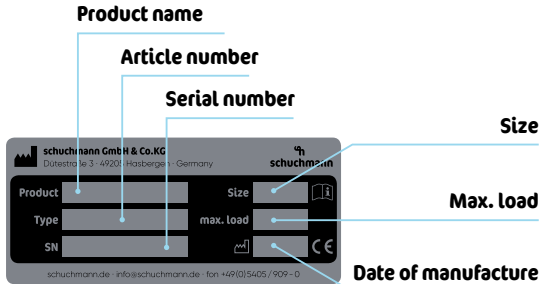 Product name
Article number
Serial number
Size
Max. load
Date of manufacture
schuchmann GmbH & Co.KG
Dütestraße 3 · 49205 Hasbergen · Germany
schuchmann
Product
Size
Type
max. load
SN
CE
schuchmann.de · info@schuchmann.de · fon +49(0)5405 / 909 - 0